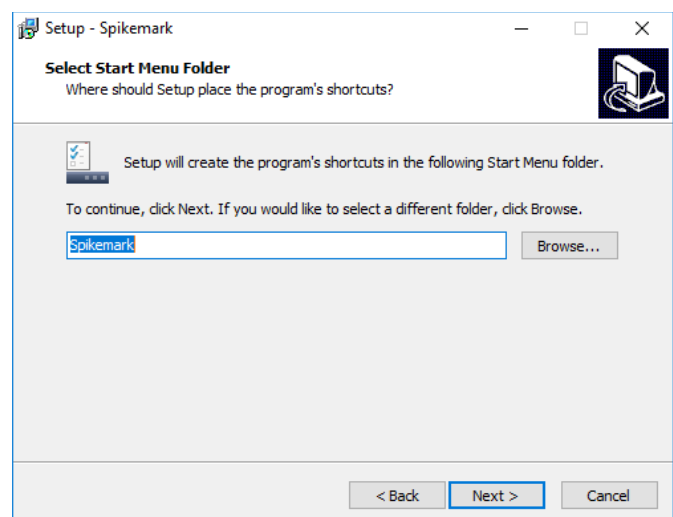 Setup - Spikemark
Select Start Menu Folder
Where should Setup place the program's shortcuts?
Setup will create the program's shortcuts in the following Start Menu folder.
To continue, click Next. If you would like to select a different folder, click Browse.
Spikemark
Browse...
< Back
Next >
Cancel